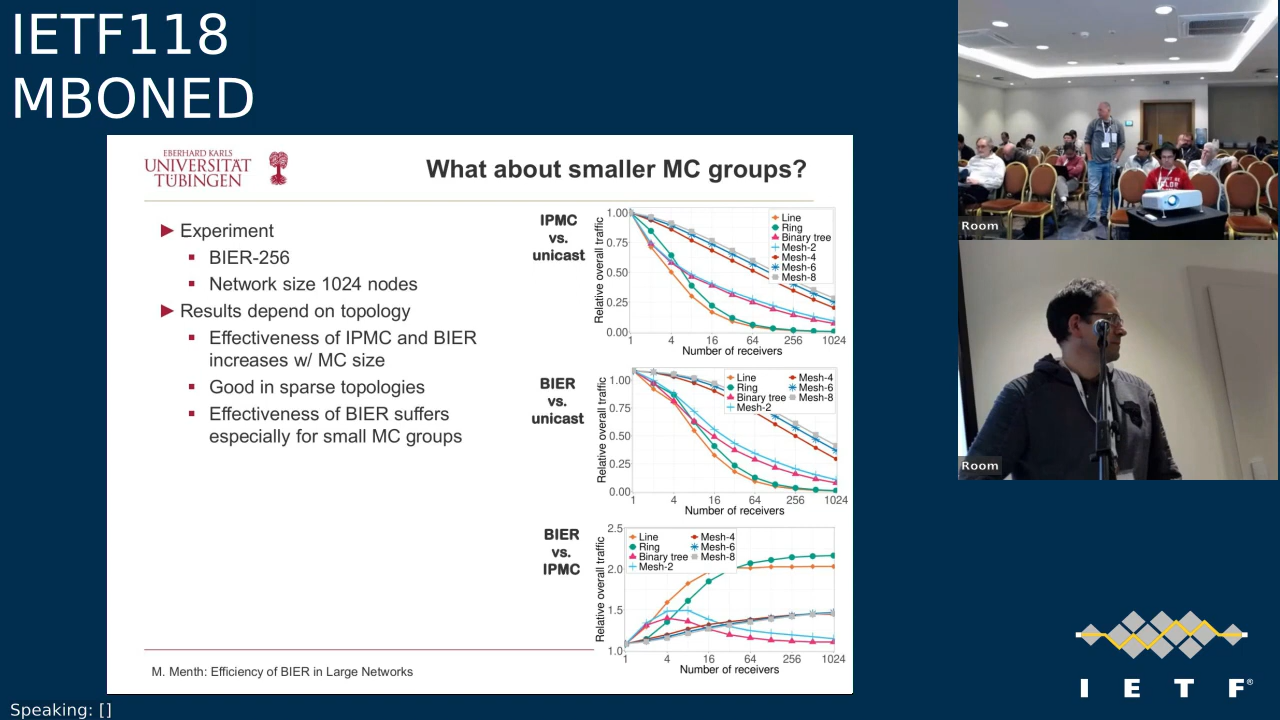 IETF118
MBONED
EBERHARD KARLS
UNIVERSITÄT
TÜBINGEN
What about smaller MC groups?
► Experiment
▪ BIER-256
▪ Network size 1024 nodes
► Results depend on topology
▪ Effectiveness of IPMC and BIER
increases w/ MC size
▪ Good in sparse topologies
▪ Effectiveness of BIER suffers
especially for small MC groups
IPMC
vs.
unicast
Relative overall traffic
1.00
0.75
0.50
0.25
0.00
Line
Ring
Binary tree
Mesh-2
Mesh-4
Mesh-6
Mesh-8
1 4 16 64 256 1024
Number of receivers
BIER
vs.
unicast
Relative overall traffic
1.00
0.75
0.50
0.25
0.00
Line Mesh-4
Ring Mesh-6
Binary tree Mesh-8
Mesh-2
1 4 16 64 256 1024
Number of receivers
BIER
vs.
IPMC
Relative overall traffic
2.5
2.0
1.5
1.0
Line Mesh-4
Ring Mesh-6
Binary tree Mesh-8
Mesh-2
1 4 16 64 256 1024
Number of receivers
M. Menth: Efficiency of BIER in Large Networks
Room
Room
I E T F®
Speaking: []